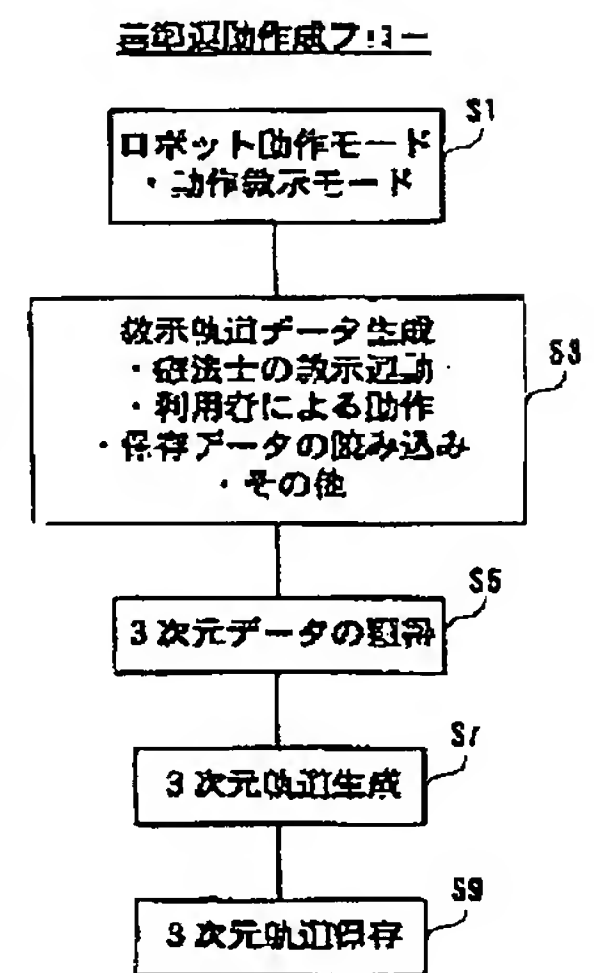 基準運動作成フロー
S1
ロボット動作モード
・動作教示モード
S3
教示軌道データ生成
・療法士の教示運動
・利用者による動作
・保存データの読み込み
・その他
S5
3次元データの
S7
3次元軌道生成
S9
3次元軌道保存